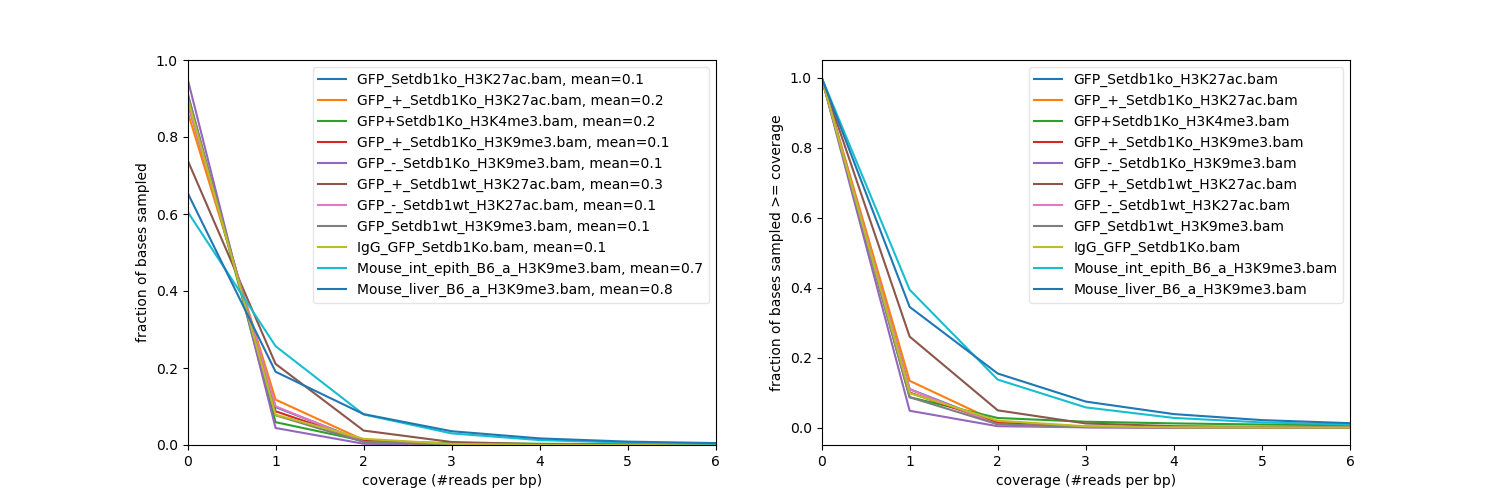 1.0
0.8
0.6
0.4
0.2
0.0
fraction of bases sampled
0 1 2 3 4 5 6
coverage (#reads per bp)
GFP_Setdb1ko_H3K27ac.bam, mean=0.1
GFP_+_Setdb1Ko_H3K27ac.bam, mean=0.2
GFP+Setdb1Ko_H3K4me3.bam, mean=0.2
GFP_+_Setdb1Ko_H3K9me3.bam, mean=0.1
GFP_-_Setdb1Ko_H3K9me3.bam, mean=0.1
GFP_+_Setdb1wt_H3K27ac.bam, mean=0.3
GFP_-_Setdb1wt_H3K27ac.bam, mean=0.1
GFP_Setdb1wt_H3K9me3.bam, mean=0.1
IgG_GFP_Setdb1Ko.bam, mean=0.1
Mouse_int_epith_B6_a_H3K9me3.bam, mean=0.7
Mouse_liver_B6_a_H3K9me3.bam, mean=0.8
1.0
0.8
0.6
0.4
0.2
0.0
fraction of bases sampled >= coverage
0 1 2 3 4 5 6
coverage (#reads per bp)
GFP_Setdb1ko_H3K27ac.bam
GFP_+_Setdb1Ko_H3K27ac.bam
GFP+Setdb1Ko_H3K4me3.bam
GFP_+_Setdb1Ko_H3K9me3.bam
GFP_-_Setdb1Ko_H3K9me3.bam
GFP_+_Setdb1wt_H3K27ac.bam
GFP_-_Setdb1wt_H3K27ac.bam
GFP_Setdb1wt_H3K9me3.bam
IgG_GFP_Setdb1Ko.bam
Mouse_int_epith_B6_a_H3K9me3.bam
Mouse_liver_B6_a_H3K9me3.bam